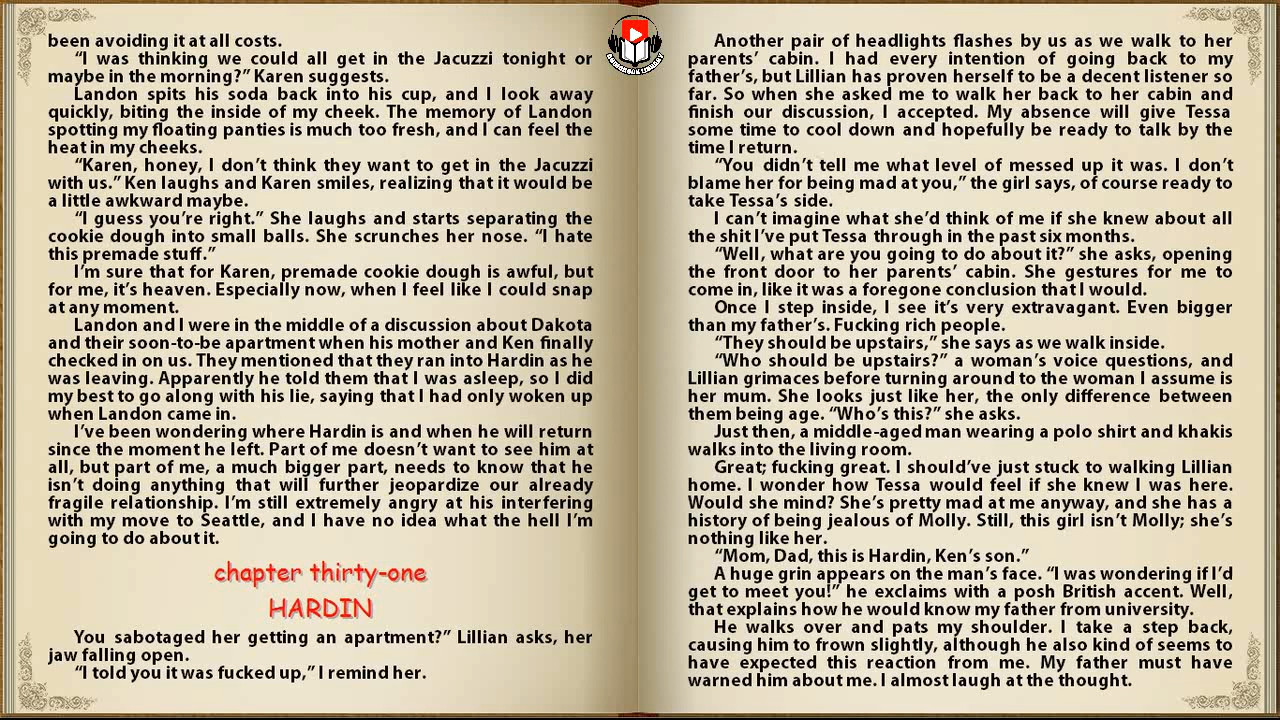 been avoiding it at all costs.
“I was thinking we could all get in the Jacuzzi tonight or
maybe in the morning?” Karen suggests.
Landon spits his soda back into his cup, and I look away
quickly, biting the inside of my cheek. The memory of Landon
spotting my floating panties is much too fresh, and I can feel the
heat in my cheeks.
“Karen, honey, I don’t think they want to get in the Jacuzzi
with us.” Ken laughs and Karen smiles, realizing that it would be
a little awkward maybe.
“I guess you’re right.” She laughs and starts separating the
cookie dough into small balls. She scrunches her nose. “I hate
this premade stuff.”
I’m sure that for Karen, premade cookie dough is awful, but
for me, it’s heaven. Especially now, when I feel like I could snap
at any moment.
Landon and I were in the middle of a discussion about Dakota
and their soon-to-be apartment when his mother and Ken finally
checked in on us. They mentioned that they ran into Hardin as he
was leaving. Apparently he told them that I was asleep, so I did
my best to go along with his lie, saying that I had only woken up
when Landon came in.
I’ve been wondering where Hardin is and when he will return
since the moment he left. Part of me doesn’t want to see him at
all, but part of me, a much bigger part, needs to know that he
isn’t doing anything that will further jeopardize our already
fragile relationship. I’m still extremely angry at his interfering
with my move to Seattle, and I have no idea what the hell I’m
going to do about it.
chapter thirty-one
HARDIN
You sabotaged her getting an apartment?” Lillian asks, her
jaw falling open.
“I told you it was fucked up,” I remind her.
Another pair of headlights flashes by us as we walk to her
parents’ cabin. I had every intention of going back to my
father’s, but Lillian has proven herself to be a decent listener so
far. So when she asked me to walk her back to her cabin and
finish our discussion, I accepted. My absence will give Tessa
some time to cool down and hopefully be ready to talk by the
time I return.
“You didn’t tell me what level of messed up it was. I don’t
blame her for being mad at you,” the girl says, of course ready to
take Tessa’s side.
I can’t imagine what she’d think of me if she knew about all
the shit I’ve put Tessa through in the past six months.
“Well, what are you going to do about it?” she asks, opening
the front door to her parents’ cabin. She gestures for me to
come in, like it was a foregone conclusion that I would.
Once I step inside, I see it’s very extravagant. Even bigger
than my father’s. Fucking rich people.
“They should be upstairs,” she says as we walk inside.
“Who should be upstairs?” a woman’s voice questions, and
Lillian grimaces before turning around to the woman I assume is
her mum. She looks just like her, the only difference between
them being age. “Who’s this?” she asks.
Just then, a middle-aged man wearing a polo shirt and khakis
walks into the living room.
Great; fucking great. I should’ve just stuck to walking Lillian
home. I wonder how Tessa would feel if she knew I was here.
Would she mind? She’s pretty mad at me anyway, and she has a
history of being jealous of Molly. Still, this girl isn’t Molly; she’s
nothing like her.
“Mom, Dad, this is Hardin, Ken’s son.”
A huge grin appears on the man’s face. “I was wondering if I’d
get to meet you!” he exclaims with a posh British accent. Well,
that explains how he would know my father from university.
He walks over and pats my shoulder. I take a step back,
causing him to frown slightly, although he also kind of seems to
have expected this reaction from me. My father must have
warned him about me. I almost laugh at the thought.